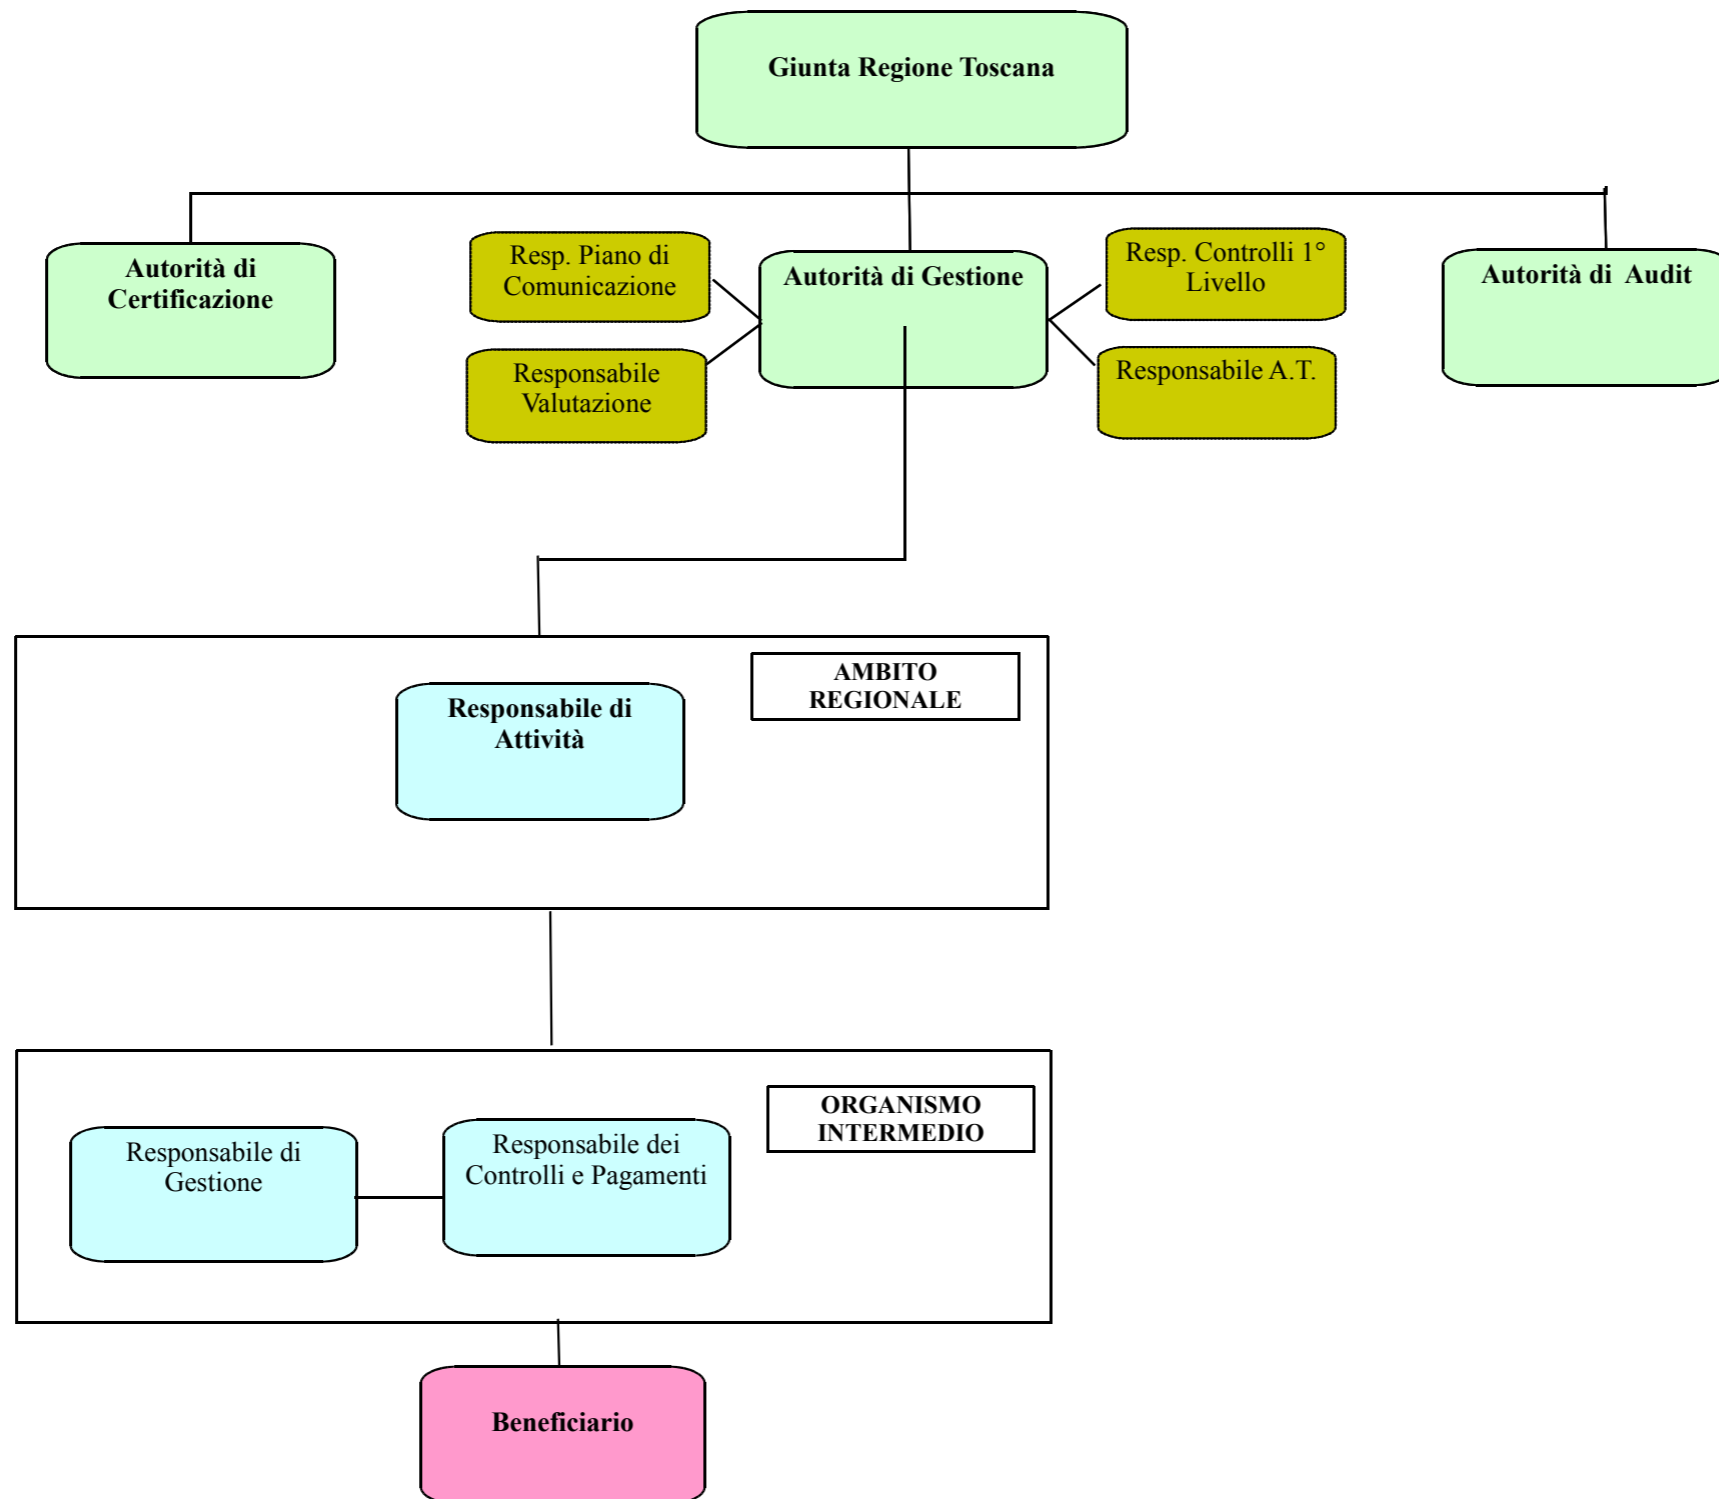 Giunta Regione Toscana
Autorità di
Certificazione
Resp. Piano di
Comunicazione
Responsabile
Valutazione
Autorità di Gestione
Resp. Controlli 1°
Livello
Responsabile A.T.
Autorità di  Audit
AMBITO
REGIONALE
Responsabile di
Attività
ORGANISMO
INTERMEDIO
Responsabile di
Gestione
Responsabile dei
Controlli e Pagamenti
Beneficiario